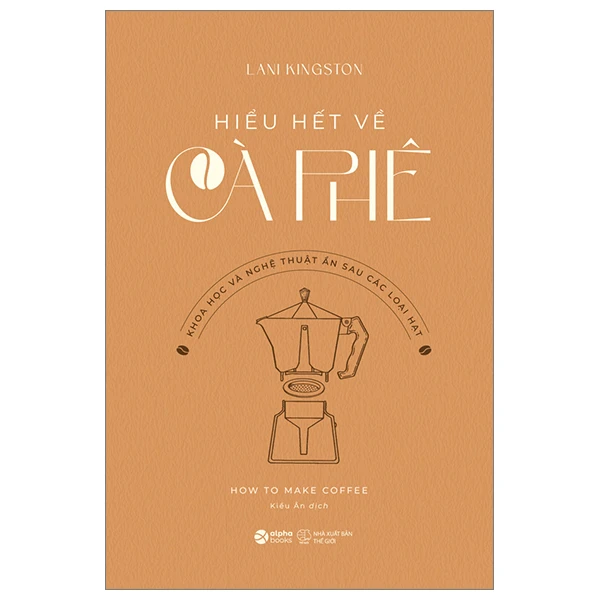 LANI KINGSTON
HIỂU HẾT VỀ
CÀ PHÊ
KHOA HỌC VÀ NGHỆ THUẬT ẨN SAU CÁC LOẠI HẠT
HOW TO MAKE COFFEE
Kiều Ân dịch
alpha books
NHÀ XUẤT BẢN
THẾ GIỚI